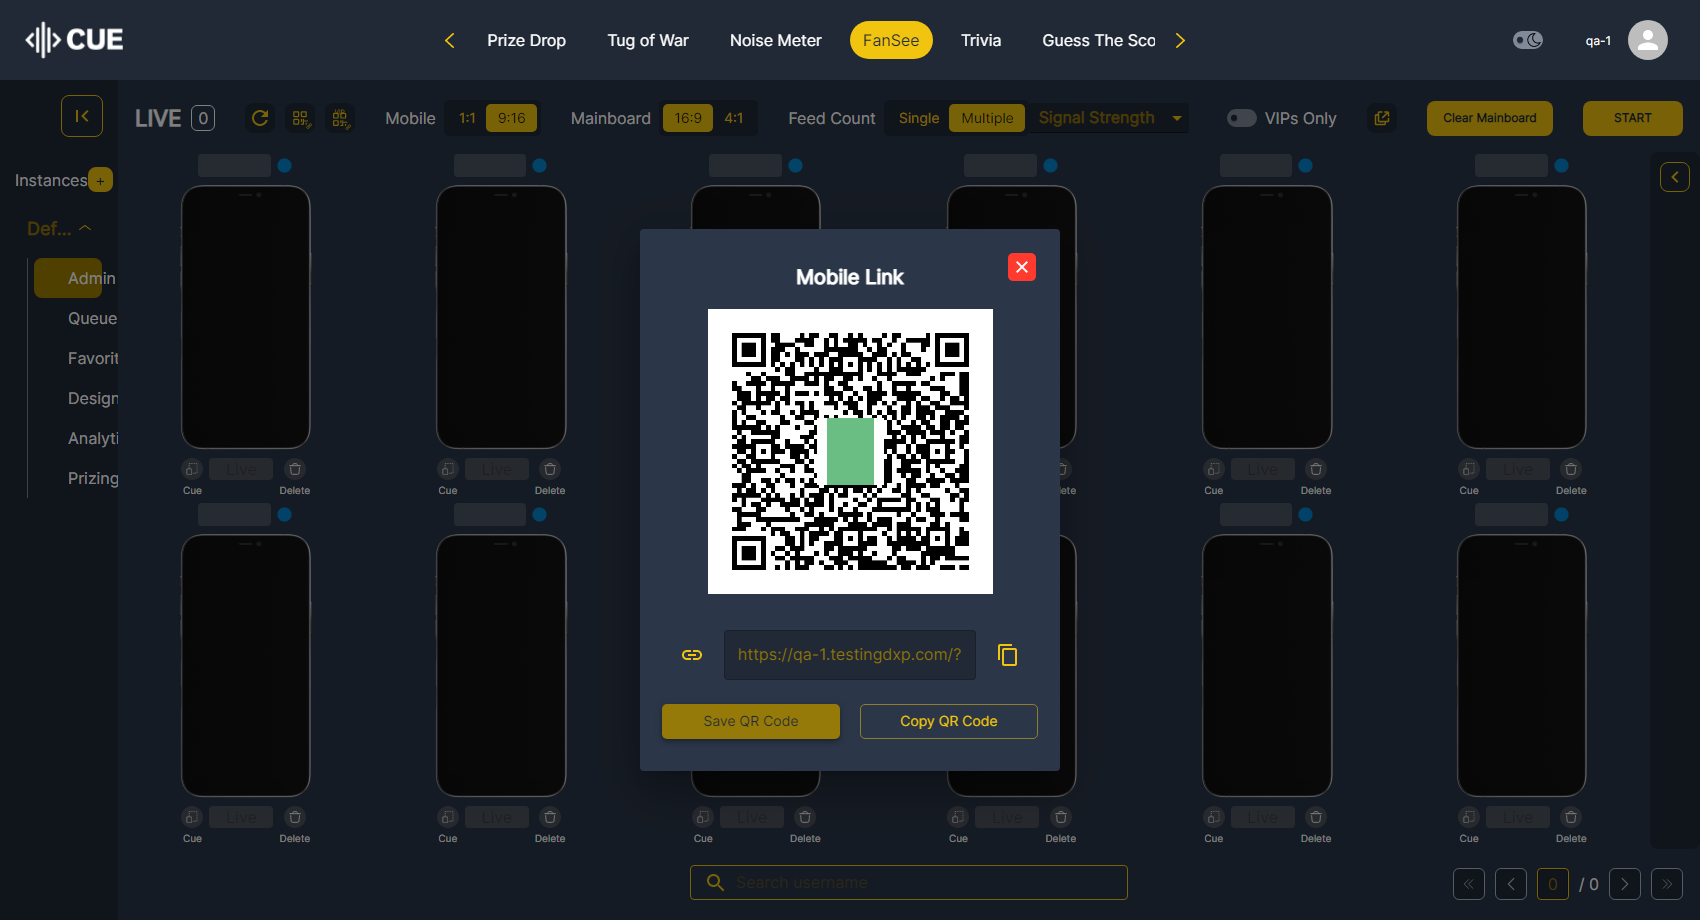 CUE
Prize Drop
Tug of War
Noise Meter
FanSee
Trivia
Guess The Sco
qa-1
LIVE 0
Mobile 1:1 9:16
Mainboard 16:9 4:1
Feed Count Single Multiple Signal Strength
VIPs Only
Clear Mainboard
START
Instances +
Def...
Admin
Queue
Favorit
Design
Analyti
Prizing
Mobile Link
https://qa-1.testingdxp.com/?
Save QR Code
Copy QR Code
Live Live Live Live
Cue Delete Cue Delete ete Cue Delete Cue Delete
Live Live Live Live Live Live
Cue Delete Cue Delete Cue Delete Cue Delete Cue Delete Cue Delete
Search username
0 / 0